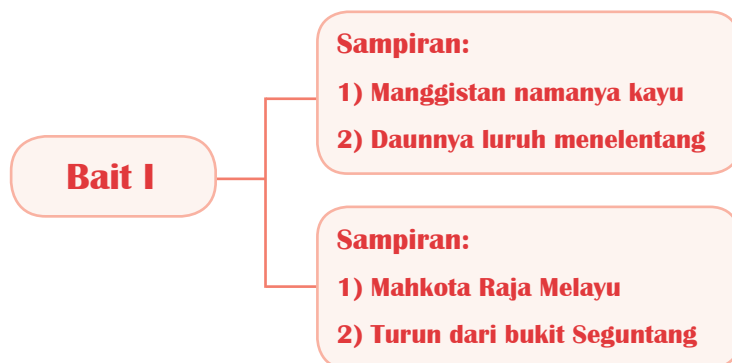 Bait I
Sampiran:
1) Manggistan namanya kayu
2) Daunnya luruh menelentang
Sampiran:
1) Mahkota Raja Melayu
2) Turun dari bukit Seguntang